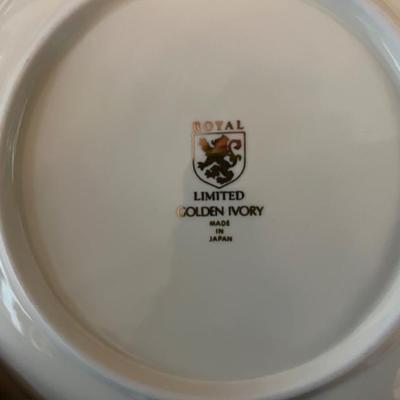 ROYAL
LIMITED
GOLDEN IVORY
MADE
IN
JAPAN